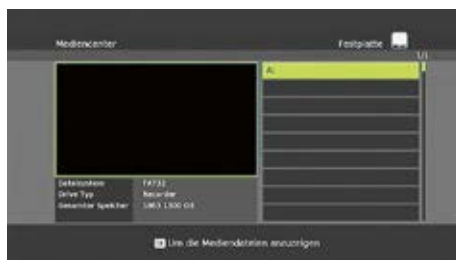 Mediencenter
Festplatte
1/1
A:
Dateisystem FAT32
Drive Typ Recorder
Gesamter Speicher
Um die Mediendateien anzuzeigen